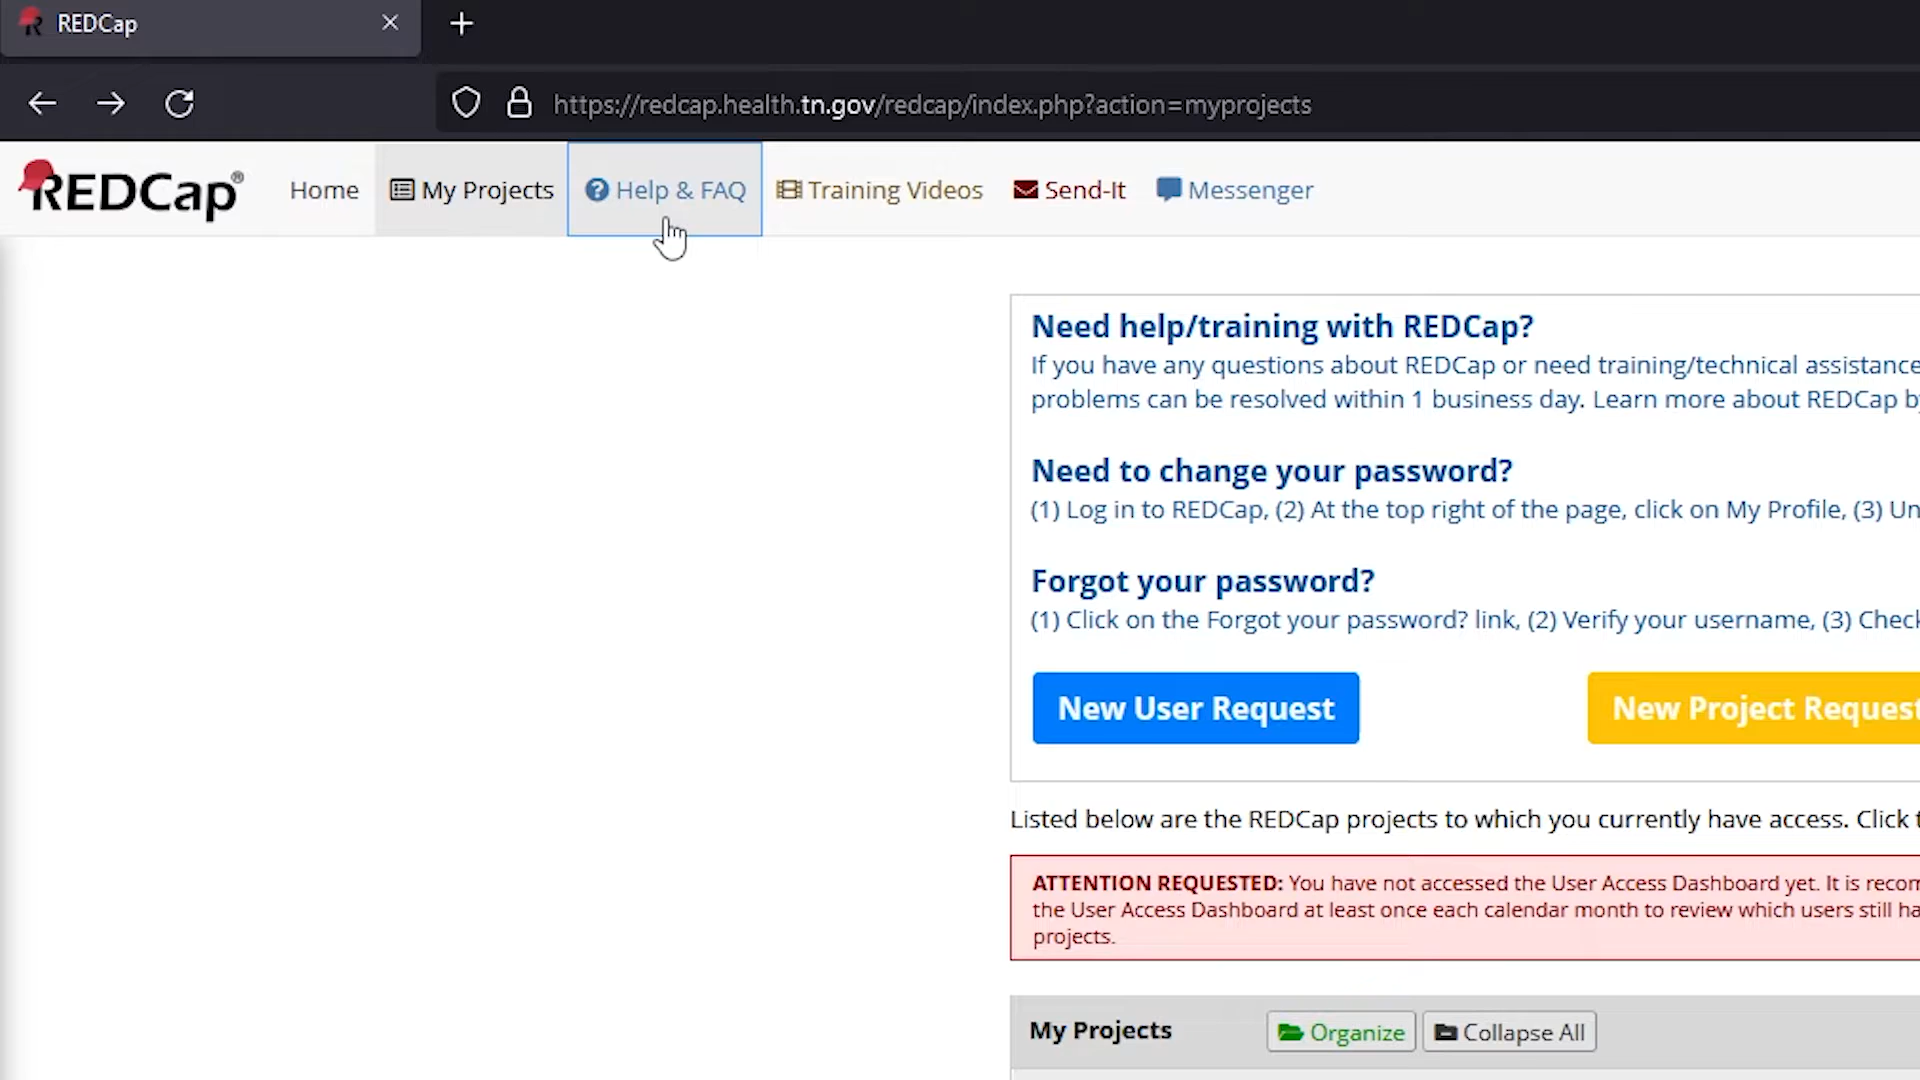 REDCap
https://redcap.health.tn.gov/redcap/index.php?action=myprojects
REDCap® Home My Projects Help & FAQ Training Videos Send-It Messenger
Need help/training with REDCap?
If you have any questions about REDCap or need training/technical assistance
problems can be resolved within 1 business day. Learn more about REDCap
Need to change your password?
(1) Log in to REDCap, (2) At the top right of the page, click on My Profile, (3)
Forgot your password?
(1) Click on the Forgot your password? link, (2) Verify your username, (3)
New User Request New Project Request
Listed below are the REDCap projects to which you currently have access. Click
ATTENTION REQUESTED: You have not accessed the User Access Dashboard yet. It is
the User Access Dashboard at least once each calendar month to review which users still
projects.
My Projects Organize Collapse All